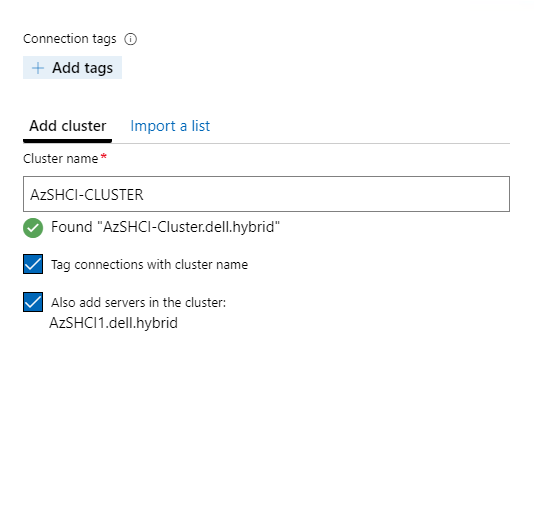 Connection tags
+ Add tags
Add cluster Import a list
Cluster name*
AzSHCI-CLUSTER
Found "AzSHCI-Cluster.dell.hybrid"
Tag connections with cluster name
Also add servers in the cluster:
AzSHCI1.dell.hybrid